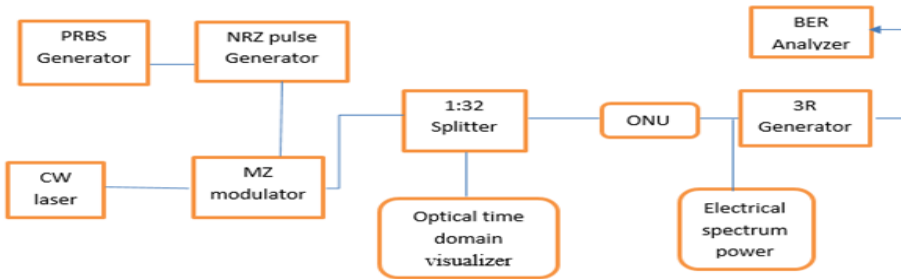 PRBS
Generator
NRZ pulse
Generator
BER
Analyzer
1:32
Splitter
ONU
3R
Generator
CW
laser
MZ
modulator
Optical time
domain
visualizer
Electrical
spectrum
power